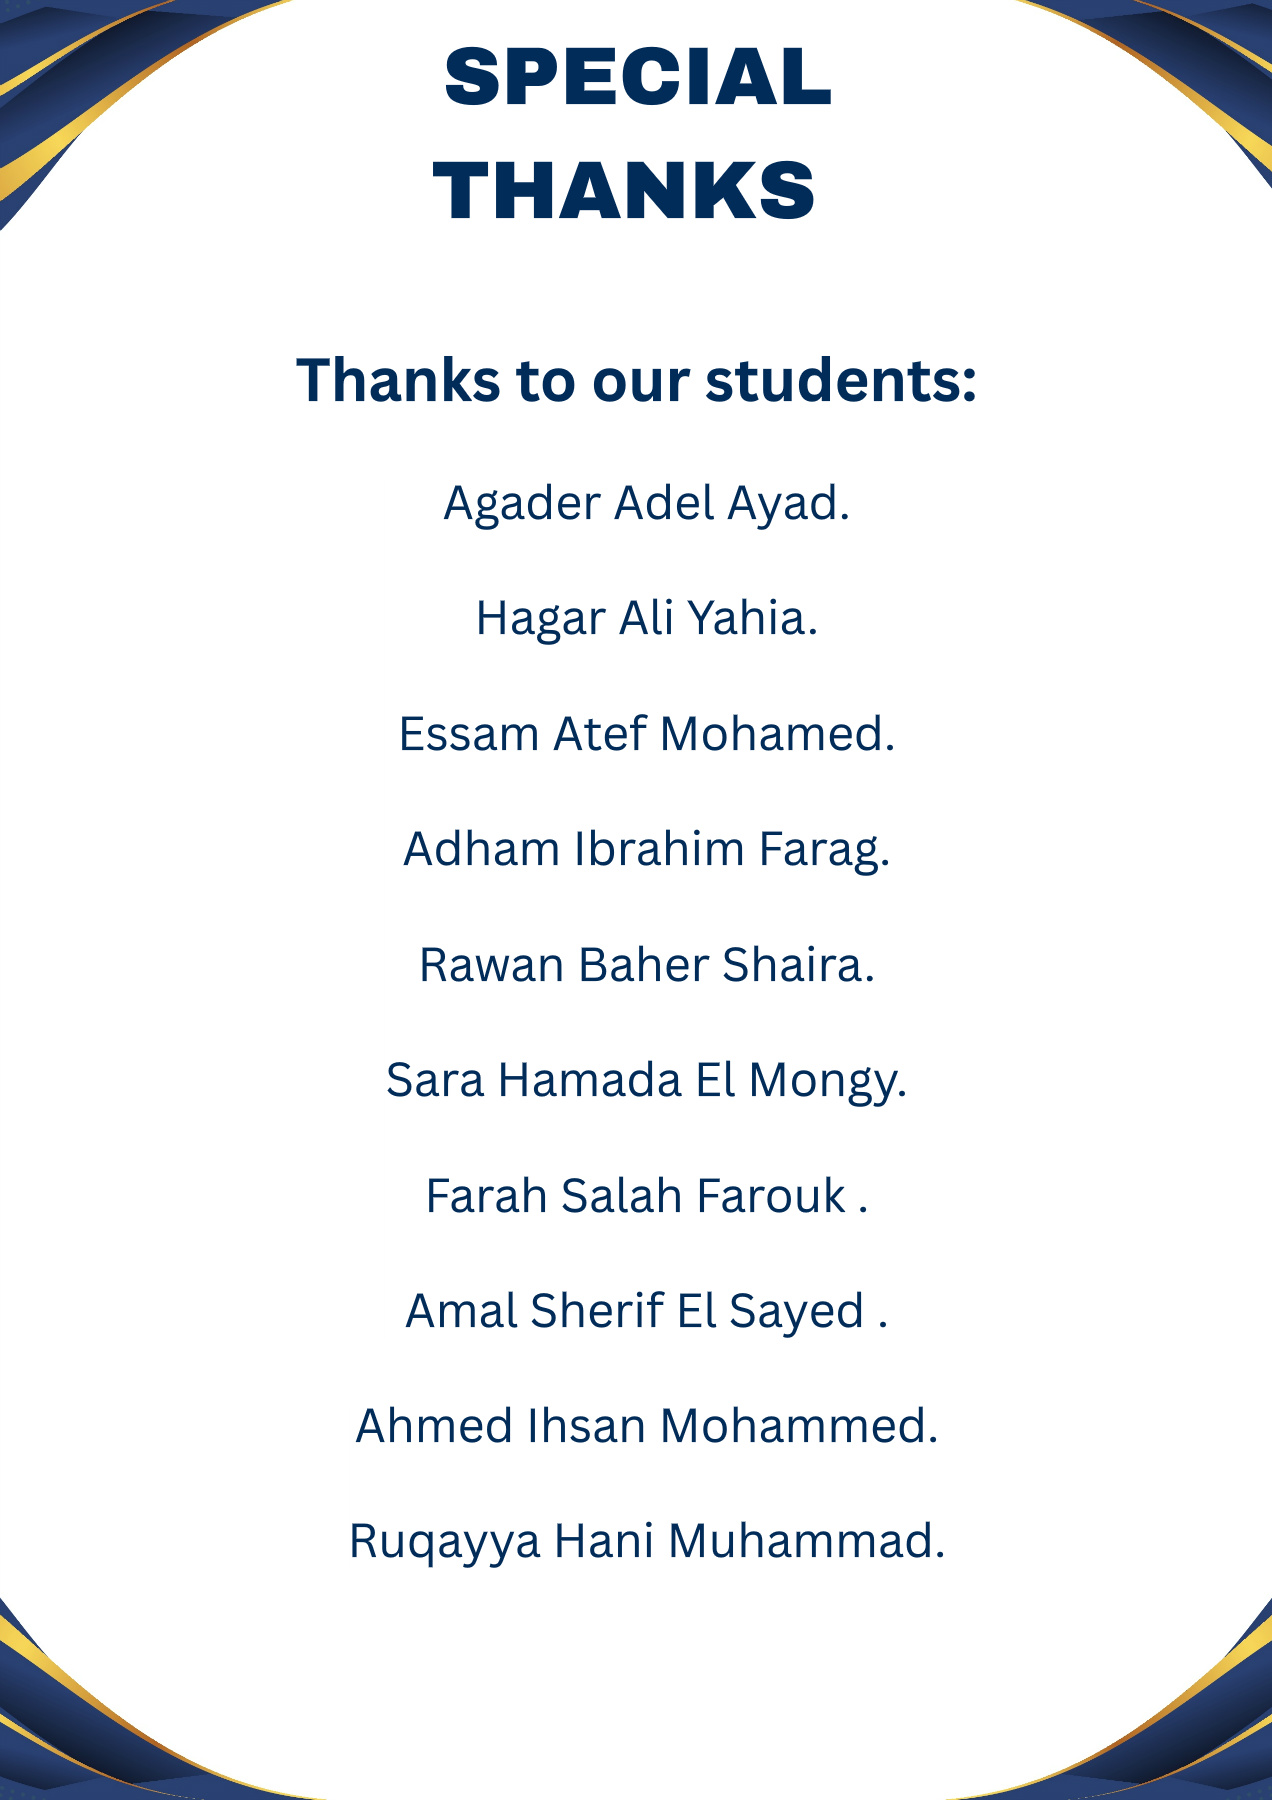 SPECIAL
THANKS
Thanks to our students:
Agader Adel Ayad.
Hagar Ali Yahia.
Essam Atef Mohamed.
Adham Ibrahim Farag.
Rawan Baher Shaira.
Sara Hamada El Mongy.
Farah Salah Farouk .
Amal Sherif El Sayed .
Ahmed Ihsan Mohammed.
Ruqayya Hani Muhammad.